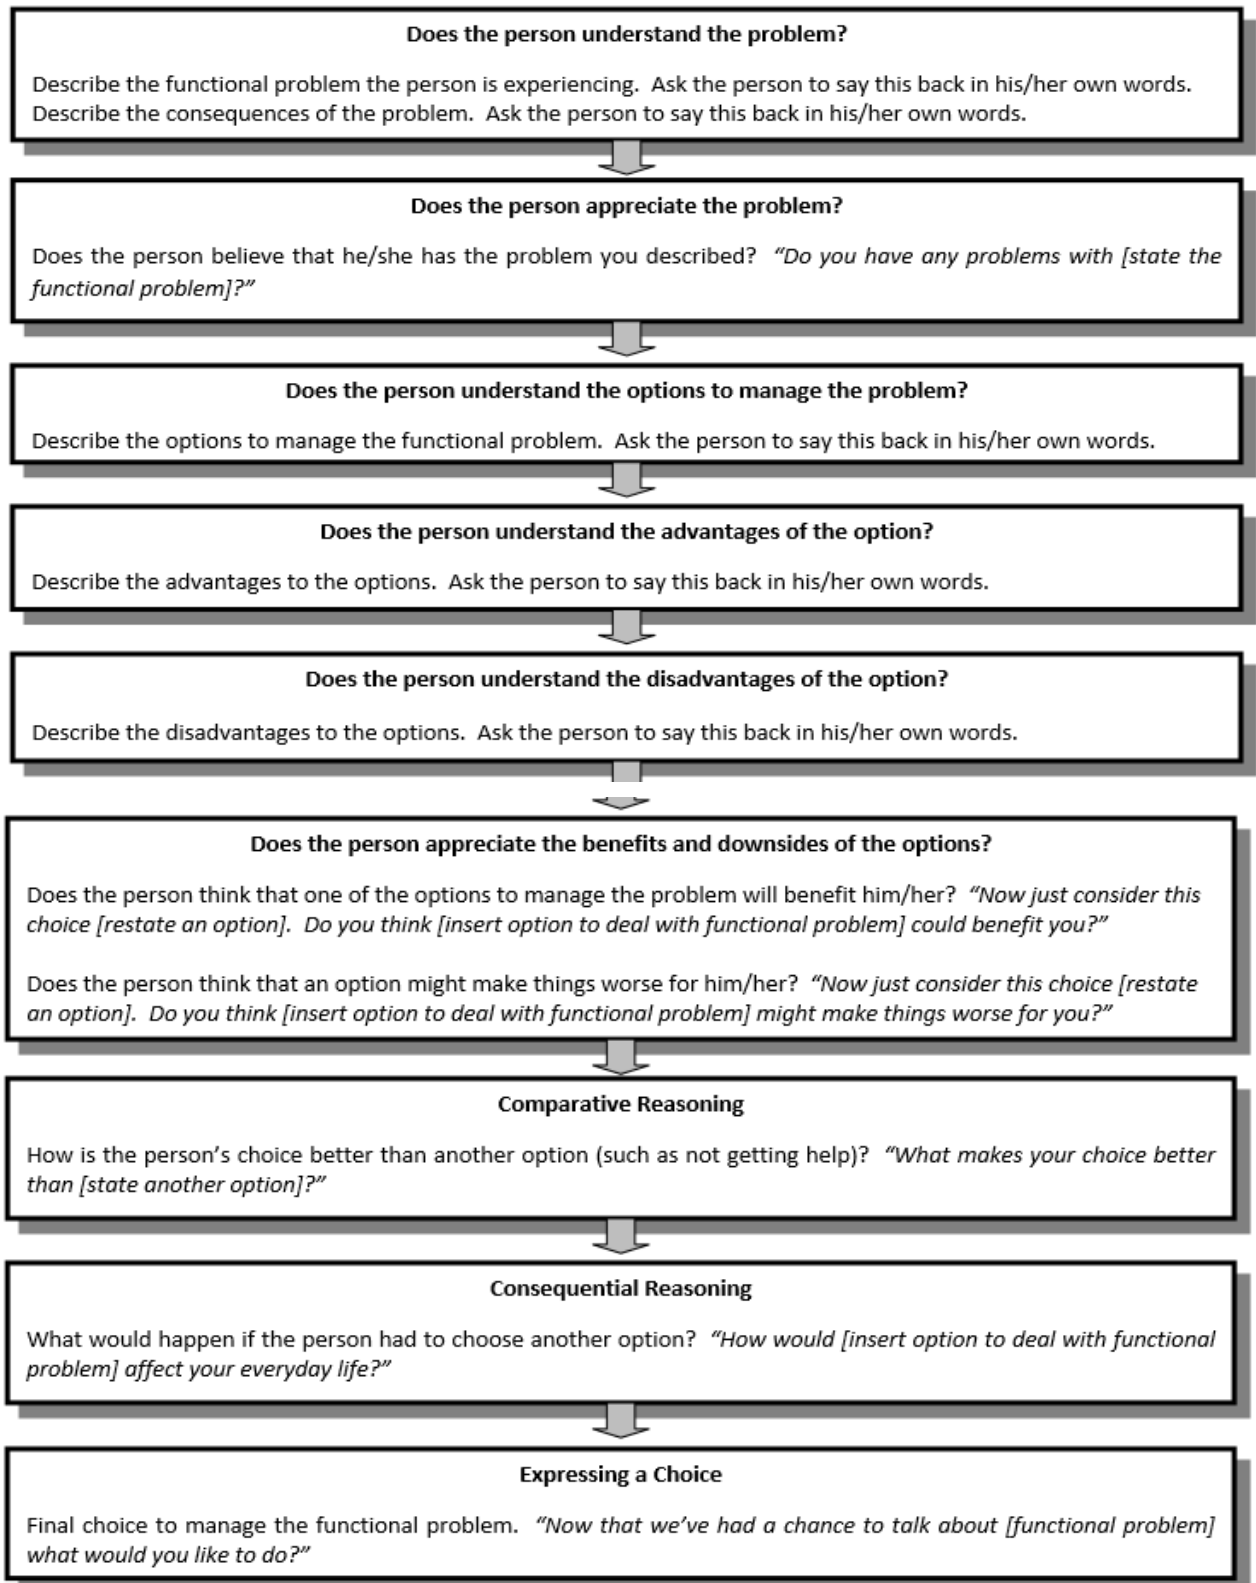 Does the person understand the problem?
Describe the functional problem the person is experiencing.  Ask the person to say this back in his/her own words.
Describe the consequences of the problem.  Ask the person to say this back in his/her own words.
Does the person appreciate the problem?
Does the person believe that he/she has the problem you described?  “Do you have any problems with [state the
functional problem]?”
Does the person understand the options to manage the problem?
Describe the options to manage the functional problem.  Ask the person to say this back in his/her own words.
Does the person understand the advantages of the option?
Describe the advantages to the options.  Ask the person to say this back in his/her own words.
Does the person understand the disadvantages of the option?
Describe the disadvantages to the options.  Ask the person to say this back in his/her own words.
Does the person appreciate the benefits and downsides of the options?
Does the person think that one of the options to manage the problem will benefit him/her?  “Now just consider this
choice [restate an option].  Do you think [insert option to deal with functional problem] could benefit you?”
Does the person think that an option might make things worse for him/her?  “Now just consider this choice [restate
an option].  Do you think [insert option to deal with functional problem] might make things worse for you?”
Comparative Reasoning
How is the person’s choice better than another option (such as not getting help)?  “What makes your choice better
than [state another option]?”
Consequential Reasoning
What would happen if the person had to choose another option?  “How would [insert option to deal with functional
problem] affect your everyday life?”
Expressing a Choice
Final choice to manage the functional problem.  “Now that we’ve had a chance to talk about [functional problem]
what would you like to do?”